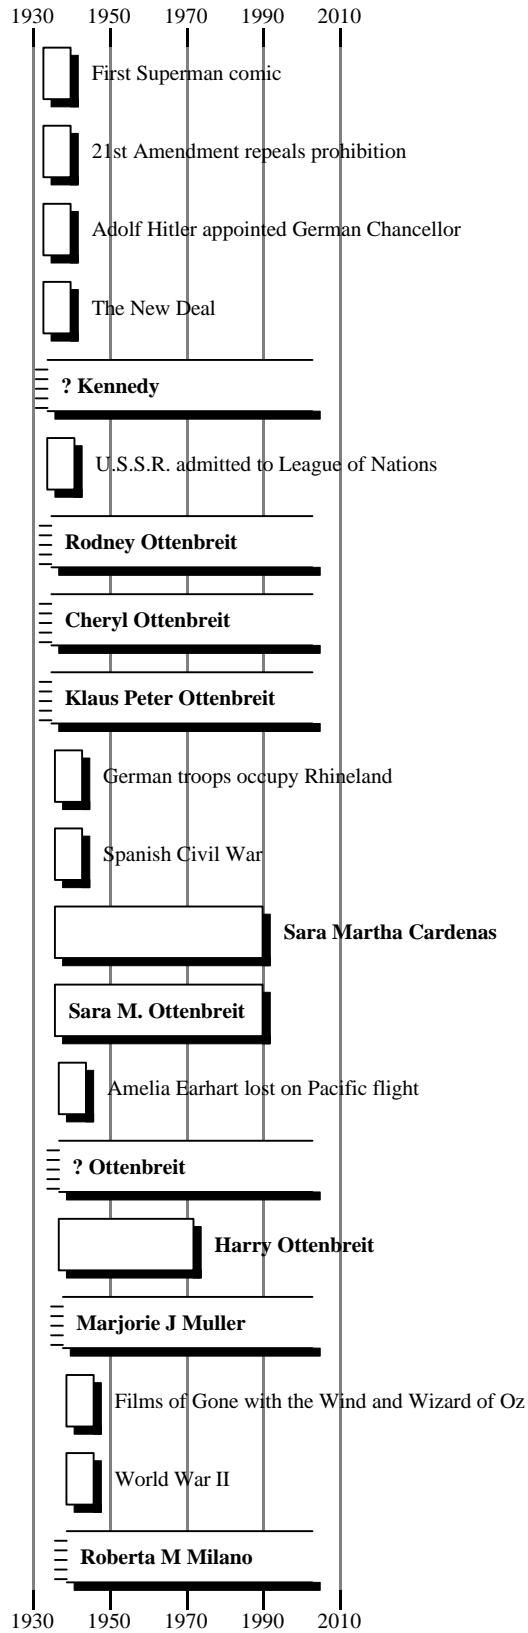 1930 1950 1970 1990 2010
First Superman comic
21st Amendment repeals prohibition
Adolf Hitler appointed German Chancellor
The New Deal
? Kennedy
U.S.S.R. admitted to League of Nations
Rodney Ottenbreit
Cheryl Ottenbreit
Klaus Peter Ottenbreit
German troops occupy Rhineland
Spanish Civil War
Sara Martha Cardenas
Sara M. Ottenbreit
Amelia Earhart lost on Pacific flight
? Ottenbreit
Harry Ottenbreit
Marjorie J Muller
Films of Gone with the Wind and Wizard of Oz
World War II
Roberta M Milano
1930 1950 1970 1990 2010